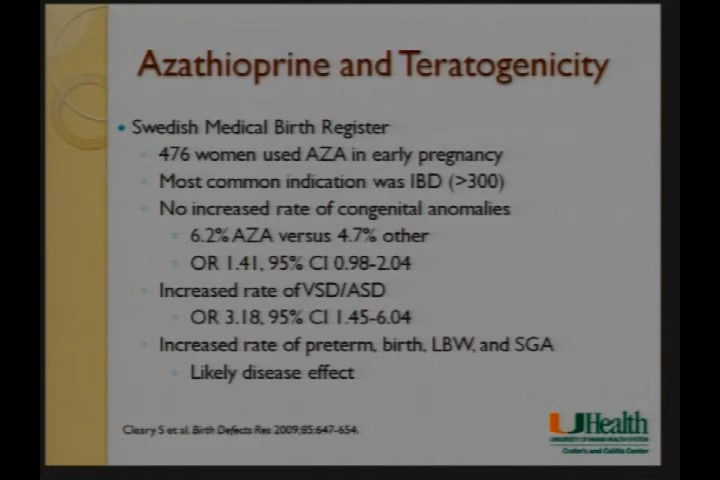 Azathioprine and Teratogenicity
Swedish Medical Birth Register
476 women used AZA in early pregnancy
Most common indication was IBD (>300)
No increased rate of congenital anomalies
6.2% AZA versus 4.7% other
OR 1.41, 95% CI 0.98-2.04
Increased rate of VSD/ASD
OR 3.18, 95% CI 1.45-6.04
Increased rate of preterm, birth, LBW, and SGA
Likely disease effect
Cleary S et al. Birth Defects Res 2009;85:647-654.
UHealth
UNIVERSITY OF MIAMI HEALTH SYSTEM
Crohn's and Colitis Center